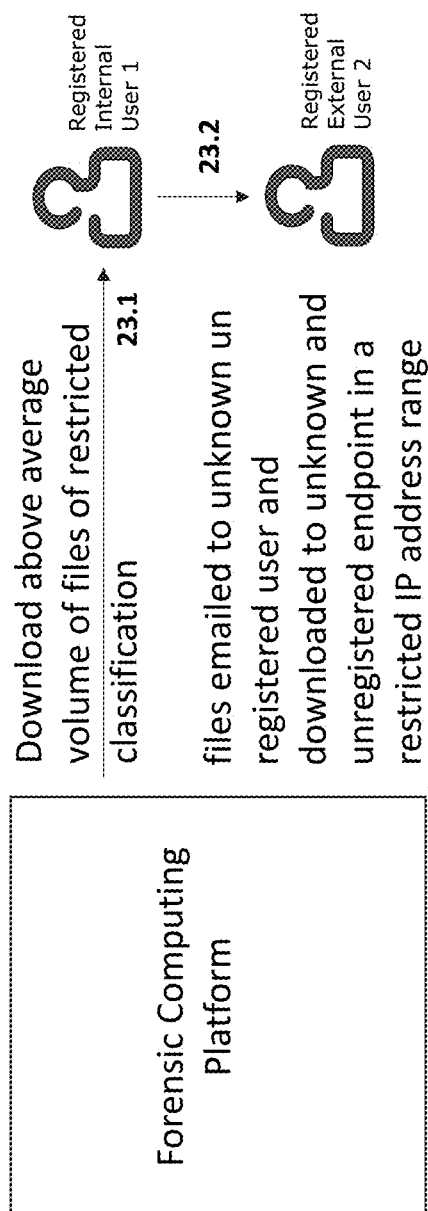 Forensic Computing
Platform
Download above average
volume of files of restricted
classification
23.1
files emailed to unknown un
registered user and
downloaded to unknown and
unregistered endpoint in a
restricted IP address range
Registered
Internal
User 1
23.2
Registered
External
User 2